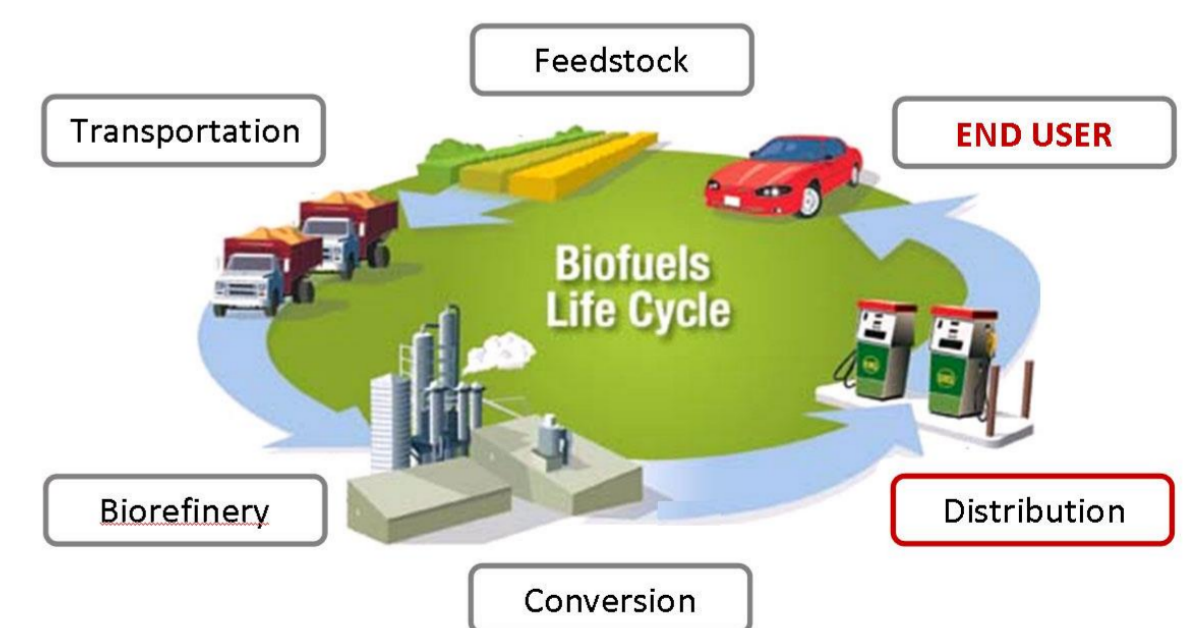 Feedstock
Transportation
END USER
Biofuels
Life Cycle
Biorefinery
Distribution
Conversion